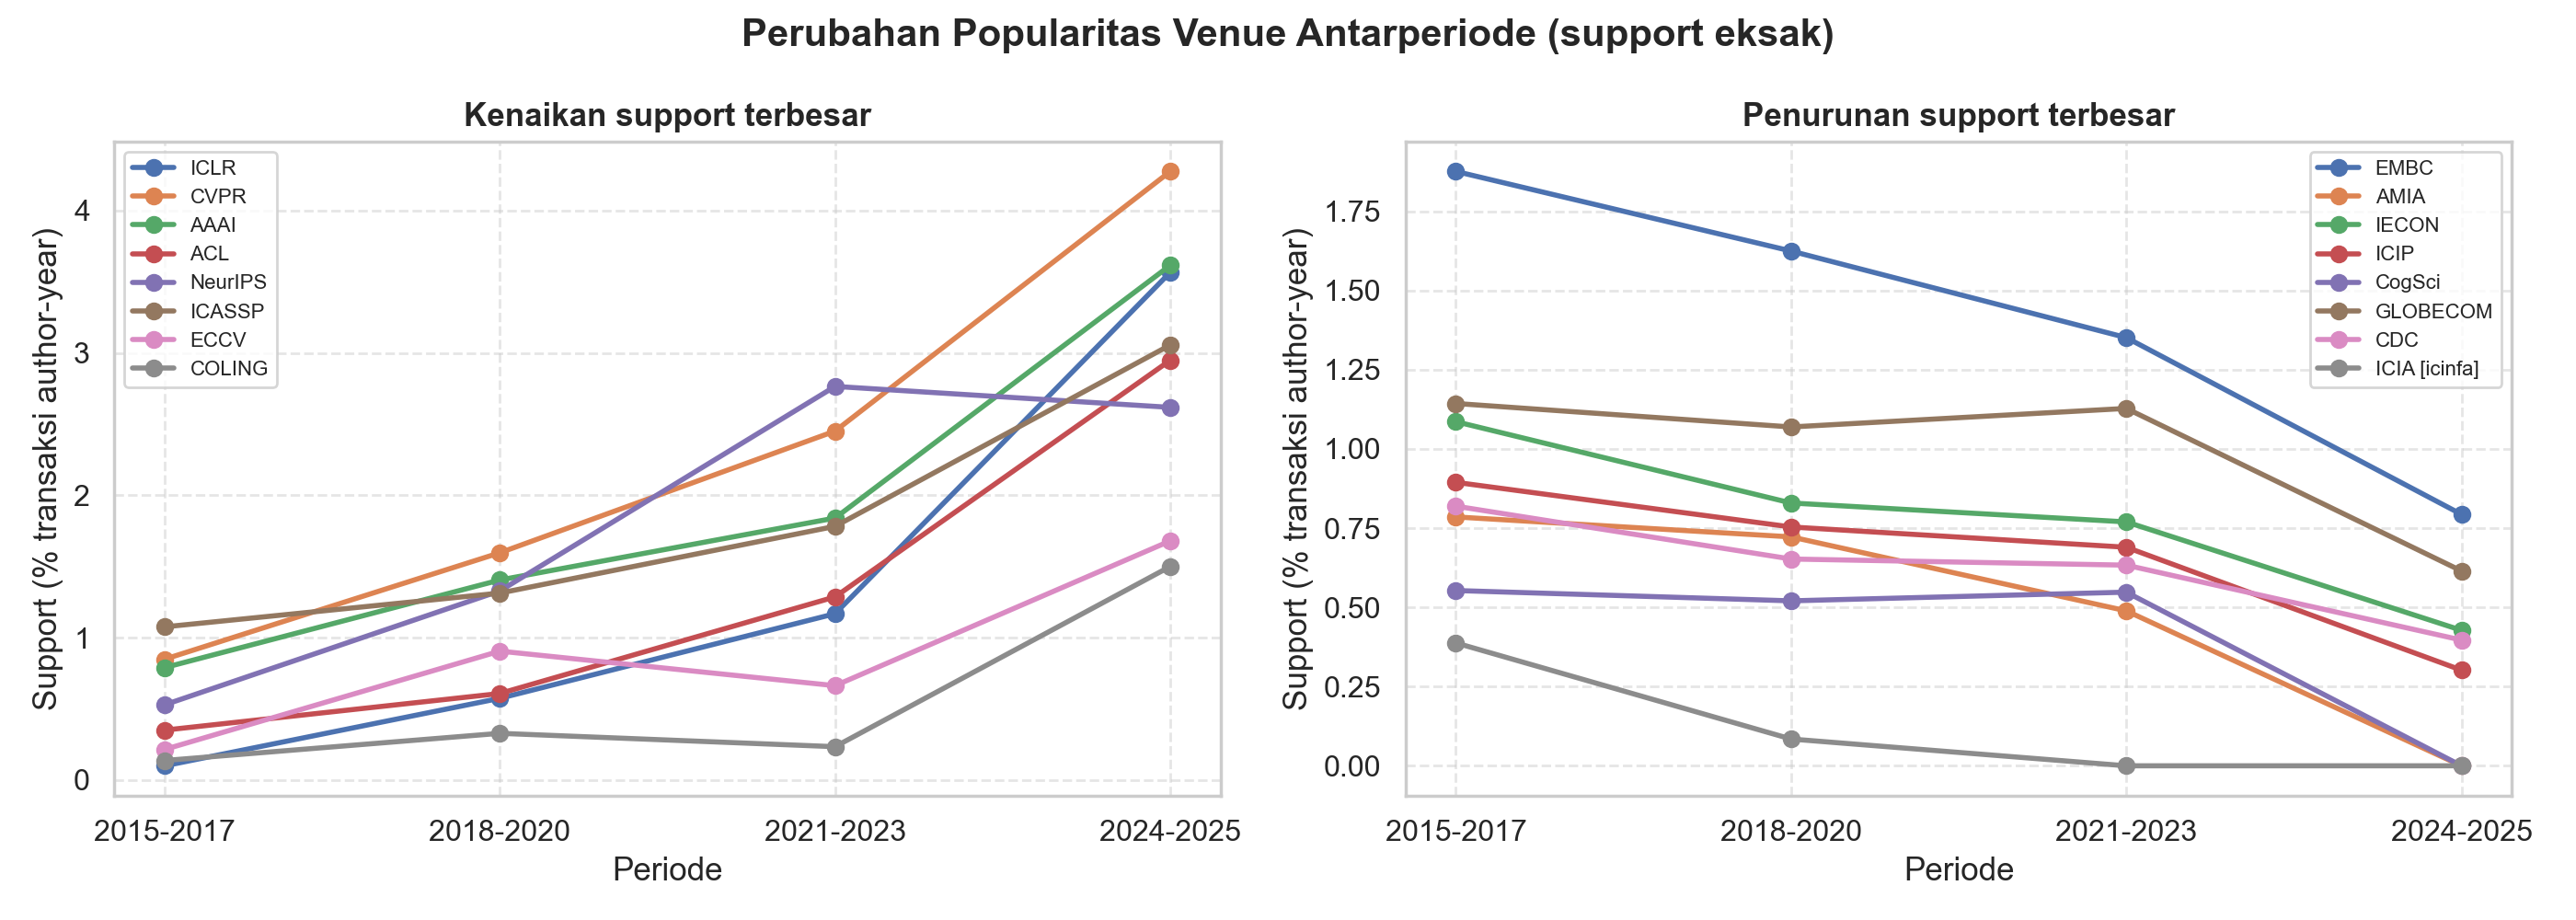 Perubahan Popularitas Venue Antarperiode (support eksak)
Kenaikan support terbesar
Support (% transaksi author-year)
4
3
2
1
0
ICLR
CVPR
AAAI
ACL
NeurIPS
ICASSP
ECCV
COLING
2015-2017
2018-2020
2021-2023
2024-2025
Periode
Penurunan support terbesar
Support (% transaksi author-year)
1.75
1.50
1.25
1.00
0.75
0.50
0.25
0.00
EMBC
AMIA
IECON
ICIP
CogSci
GLOBECOM
CDC
ICIA [icinfa]
2015-2017
2018-2020
2021-2023
2024-2025
Periode